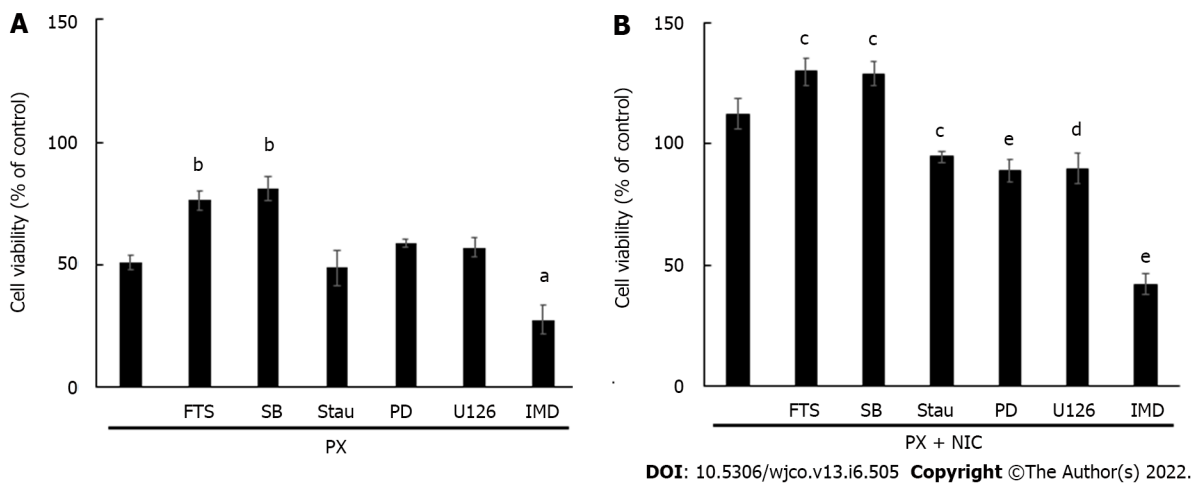 A
150
100
50
0
Cell viability (% of control)
b
b
a
FTS SB Stau PD U126 IMD
PX
B
150
100
50
0
Cell viability (% of control)
c
c
c
e
d
e
FTS SB Stau PD U126 IMD
PX + NIC
DOI: 10.5306/wjco.v13.i6.505 Copyright ©The Author(s) 2022.